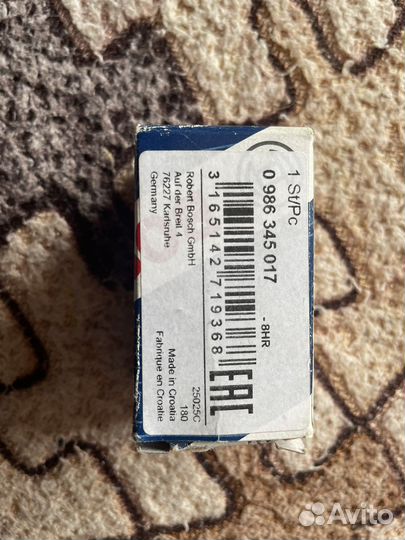 1 St/Pc
0 986 345 017
-8HR
3 165142 719368
EAC
Robert Bosch GmbH
Auf der Breit 4
76227 Karlsruhe
Germany
25025C
180
Made in Croatia
Fabriqué en Croatie
Avito